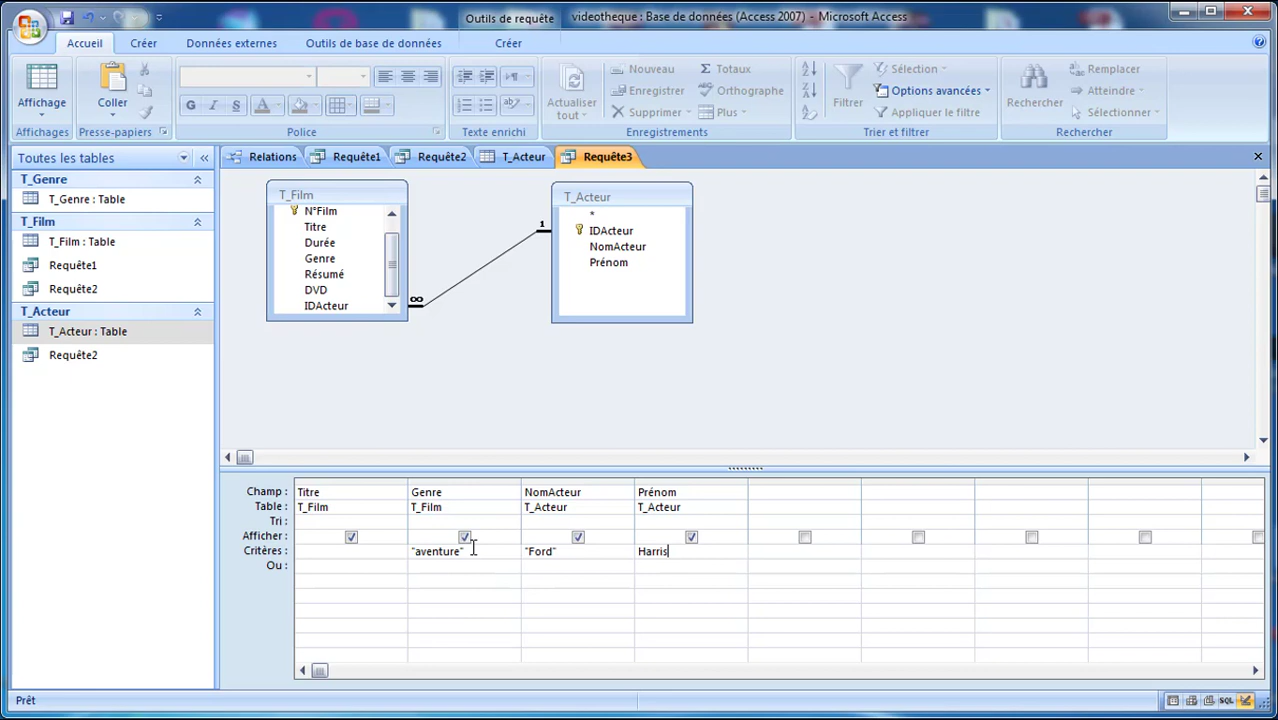 Outils de requête
videotheque : Base de données (Access 2007) - Microsoft Access
Accueil
Créer
Données externes
Outils de base de données
Créer
Affichage
Coller
G I S
Actualiser
tout
Nouveau
Enregistrer
Supprimer
Totaux
Orthographe
Plus
Filtrer
Sélection
Options avancées
Appliquer le filtre
Rechercher
Remplacer
Atteindre
Sélectionner
Affichages
Presse-papiers
Police
Texte enrichi
Enregistrements
Trier et filtrer
Rechercher
Toutes les tables
Relations
Requête1
Requête2
T_Acteur
Requête3
T_Genre
T_Genre : Table
T_Film
T_Film : Table
Requête1
Requête2
T_Acteur
T_Acteur : Table
Requête2
T_Film
N°Film
Titre
Durée
Genre
Résumé
DVD
IDActeur
∞
1
T_Acteur
*
IDActeur
NomActeur
Prénom
Champ : Titre Genre NomActeur Prénom
Table : T_Film T_Film T_Acteur T_Acteur
Tri :
Afficher :
Critères : "aventure" "Ford" Harris
Ou :
Prêt
SQL